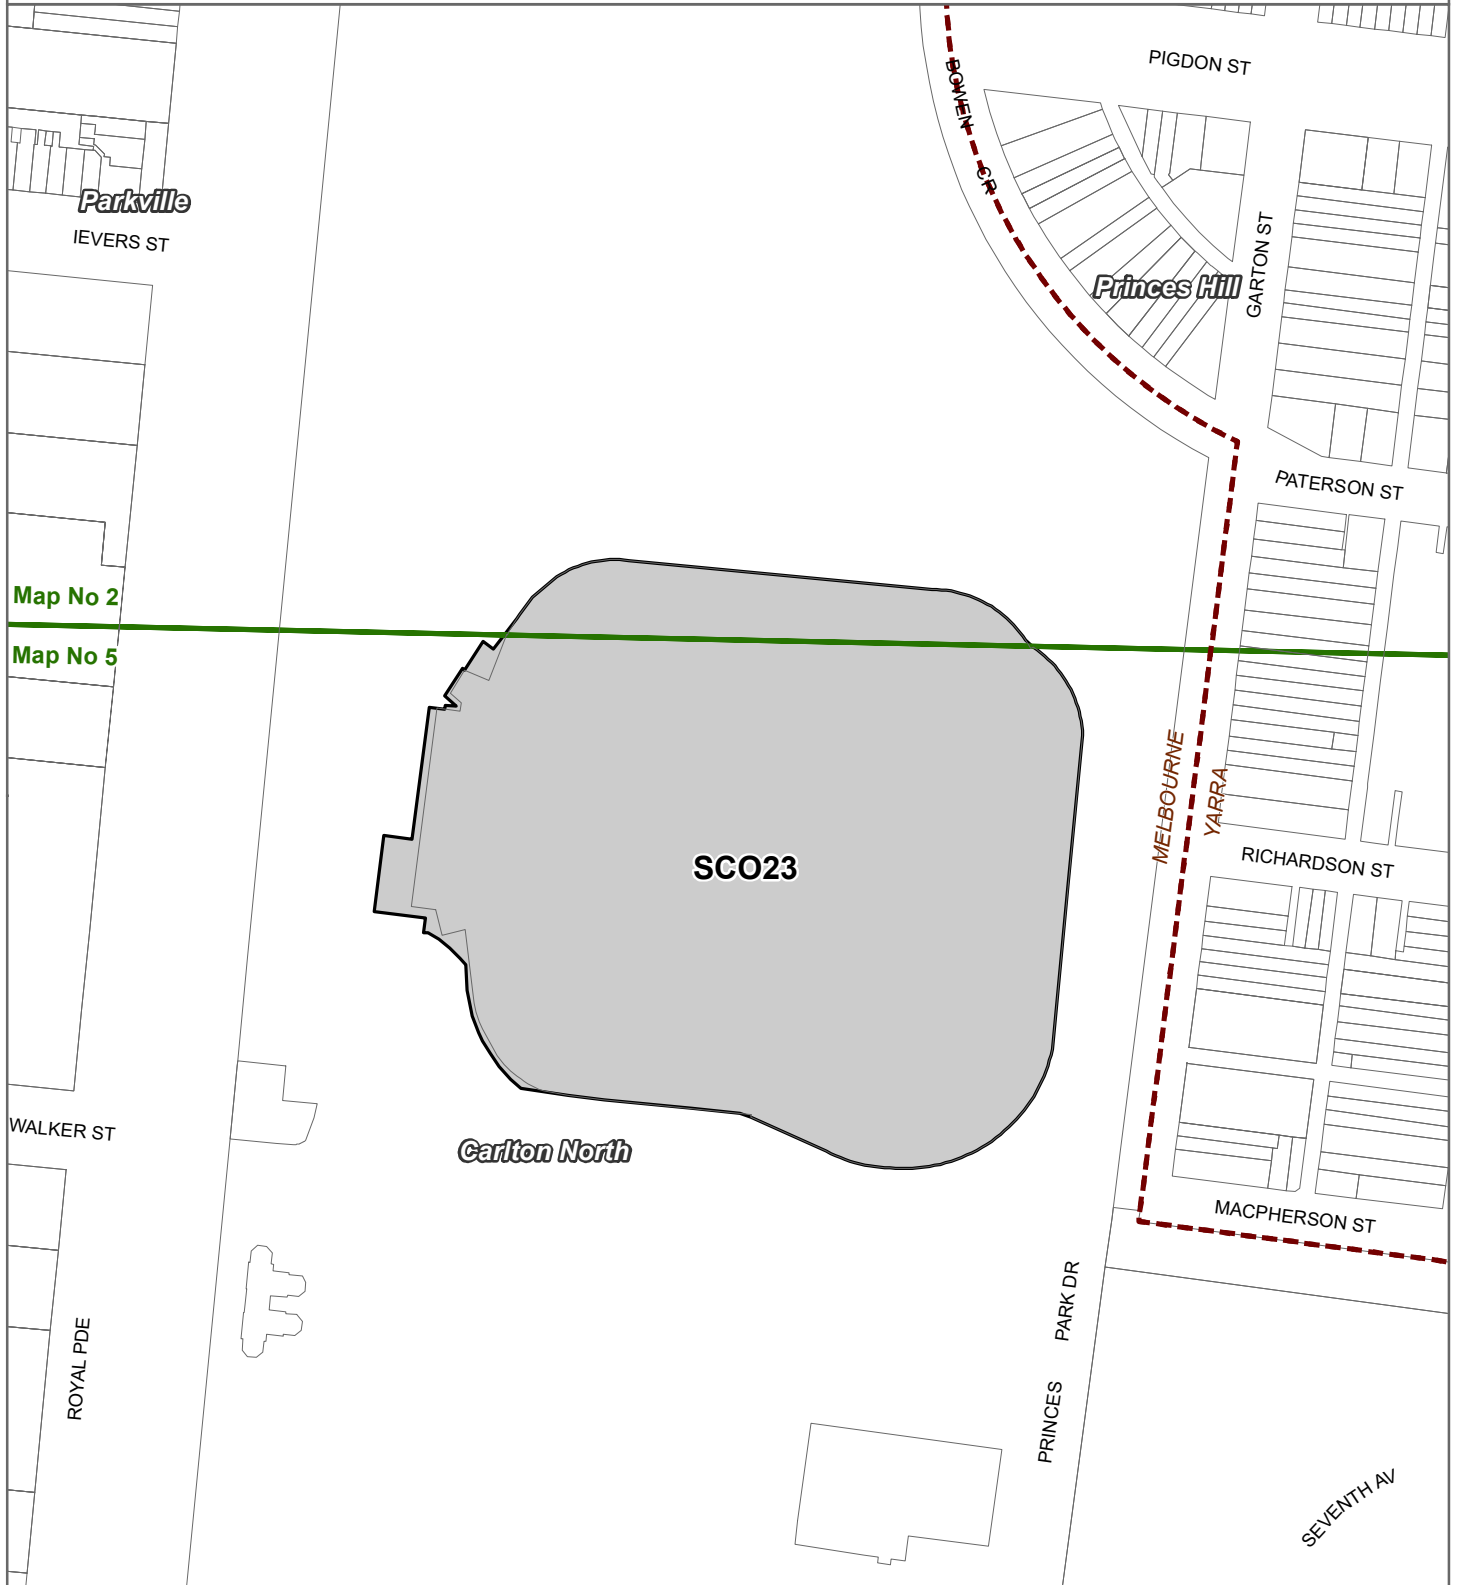 PIGDON ST
BOWEN CR
Parkville
IEVERS ST
GARTON ST
Princes Hill
PATERSON ST
Map No 2
Map No 5
MELBOURNE
YARRA
SCO23
RICHARDSON ST
WALKER ST
Carlton North
MACPHERSON ST
ROYAL PDE
PRINCES PARK DR
SEVENTH AV